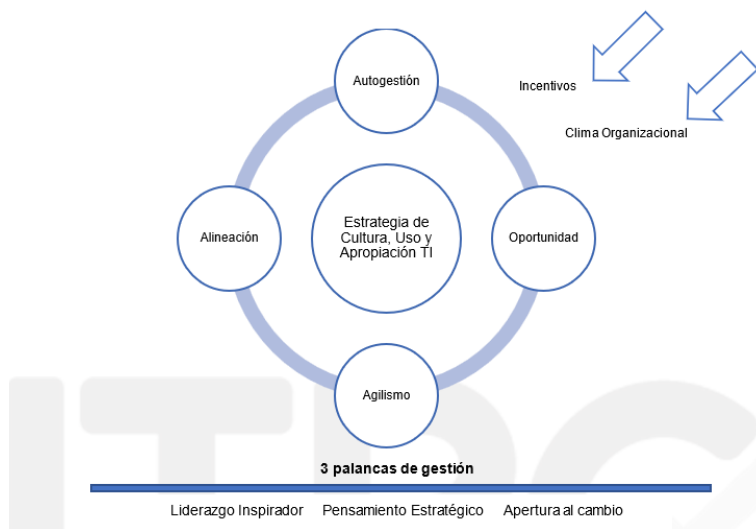 Autogestión
Incentivos
Clima Organizacional
Alineación
Estrategia de
Cultura, Uso y
Apropiación TI
Oportunidad
Agilismo
3 palancas de gestión
Liderazgo Inspirador Pensamiento Estratégico Apertura al cambio